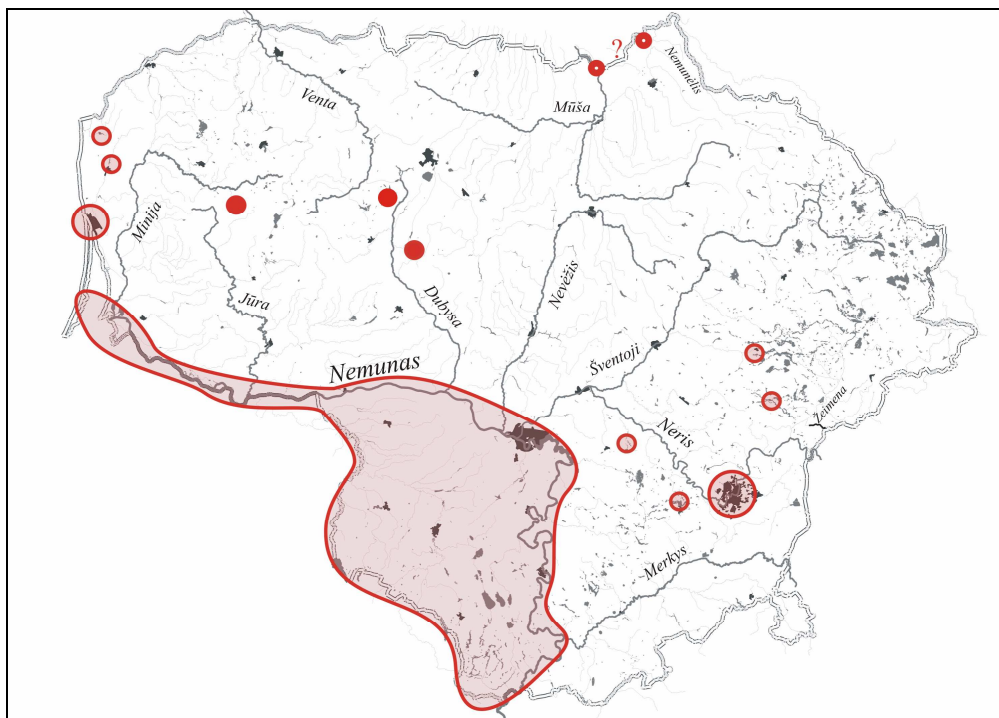 ?
Nemunėlis
Venta
Mūša
Minija
Nevėžis
Jūra
Dubysa
Šventoji
Nemunas
Žeimena
Neris
Merkys